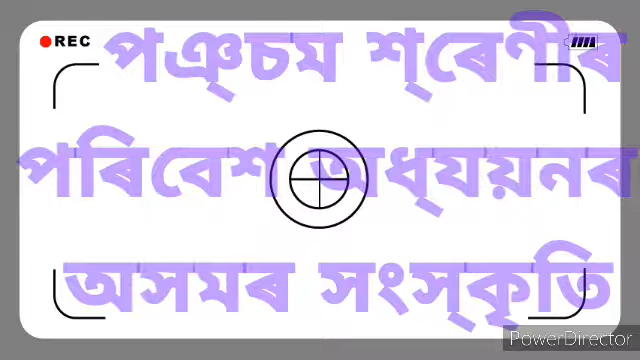 REC
পঞ্চম শ্ৰেণীৰ
পৰিবেশ অধ্যয়নৰ
অসমৰ সংস্কৃতি
PowerDirector